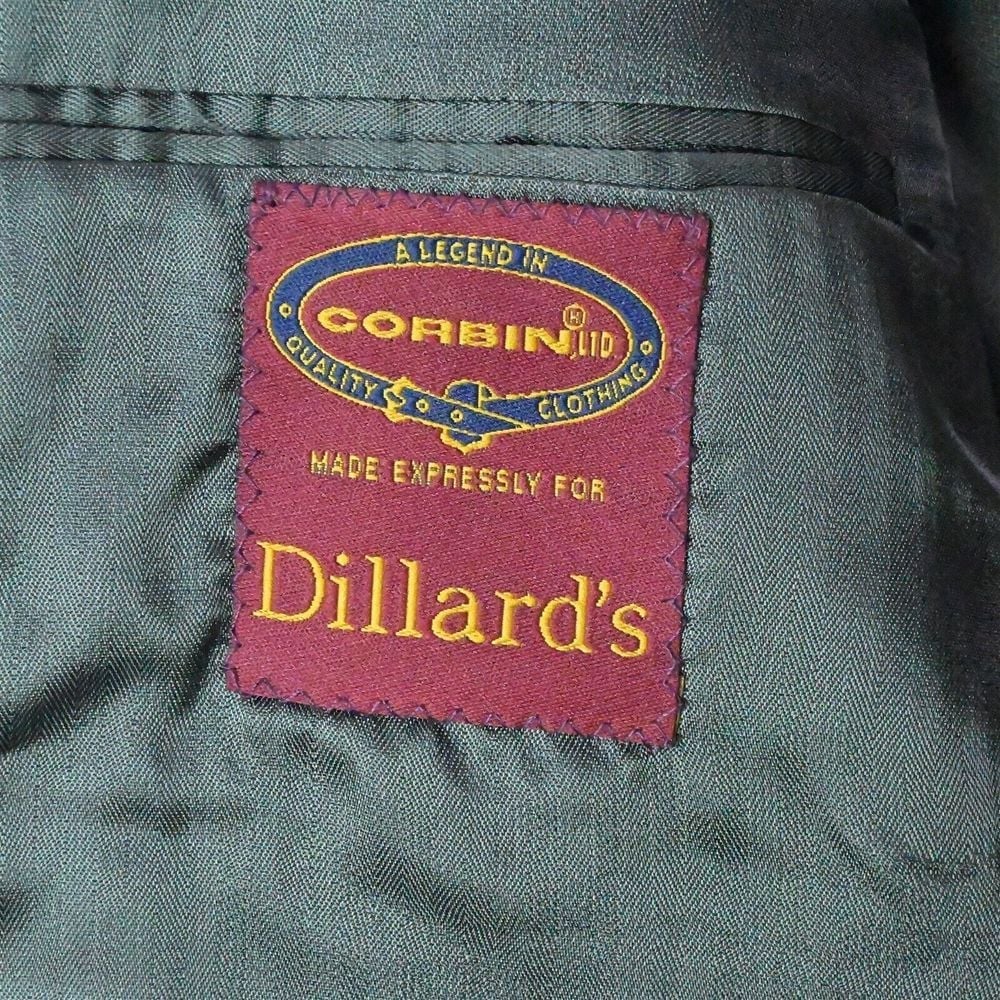 A LEGEND IN
CORBIN®, LTD
QUALITY CLOTHING
MADE EXPRESSLY FOR
Dillard's